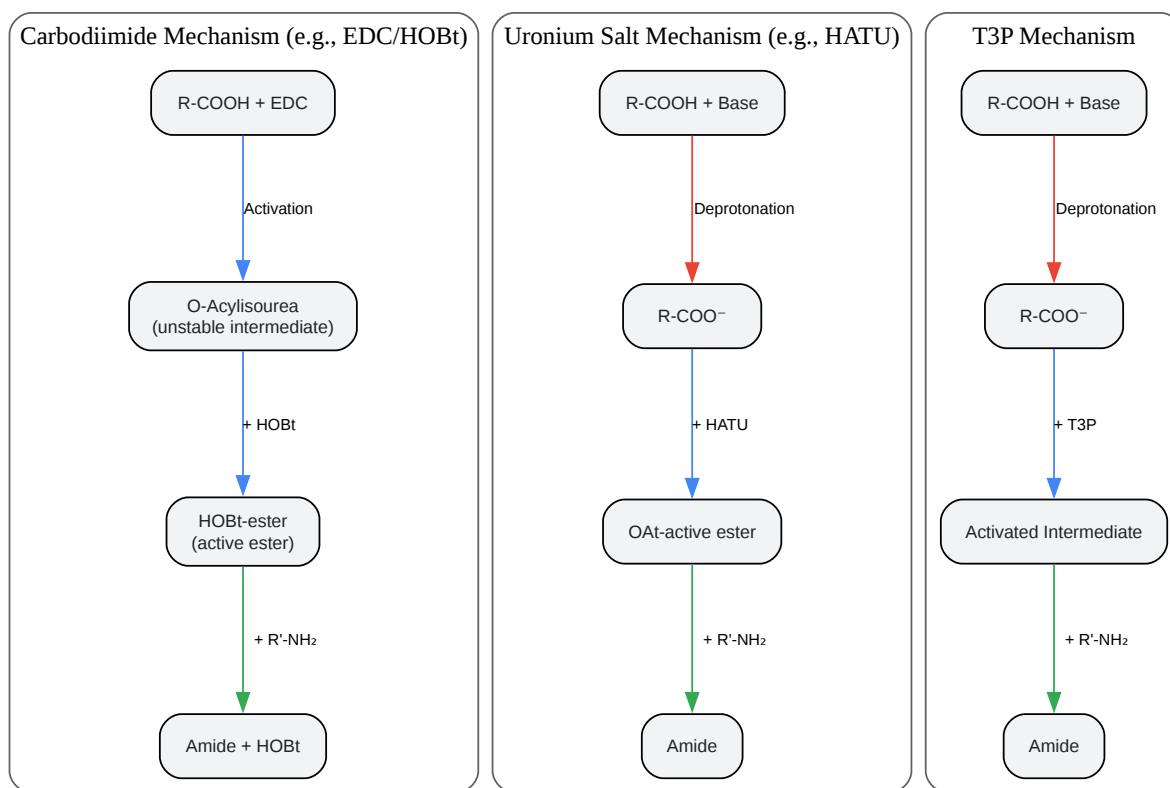 Carbodiimide Mechanism (e.g., EDC/HOBt)
R-COOH + EDC
Activation
O-Acylisourea
(unstable intermediate)
+ HOBt
HOBt-ester
(active ester)
+ R'-NH₂
Amide + HOBt
Uronium Salt Mechanism (e.g., HATU)
R-COOH + Base
Deprotonation
R-COO⁻
+ HATU
OAt-active ester
+ R'-NH₂
Amide
T3P Mechanism
R-COOH + Base
Deprotonation
R-COO⁻
+ T3P
Activated Intermediate
+ R'-NH₂
Amide